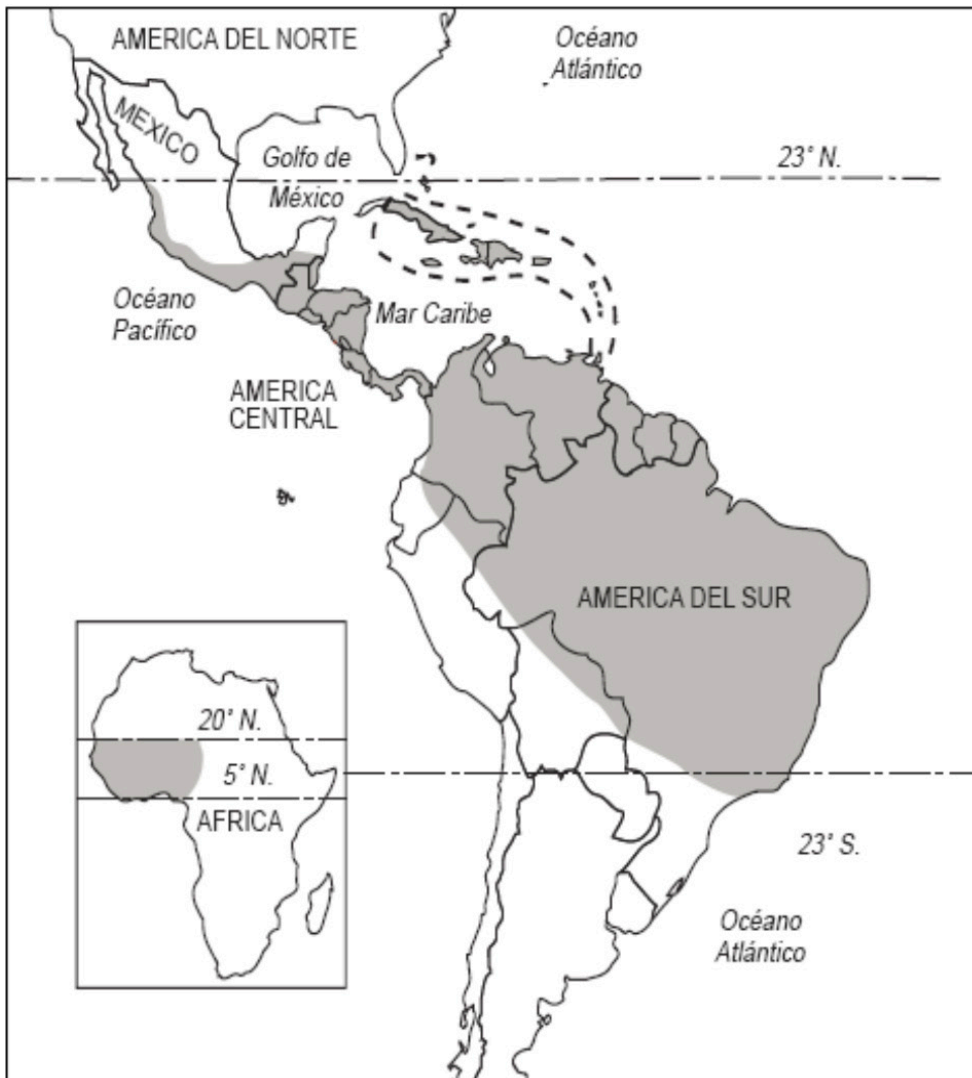 AMERICA DEL NORTE
Océano
Atlántico
MEXICO
Golfo de
México
23° N.
Océano
Pacífico
Mar Caribe
AMERICA
CENTRAL
AMERICA DEL SUR
20° N.
5° N.
AFRICA
23° S.
Océano
Atlántico